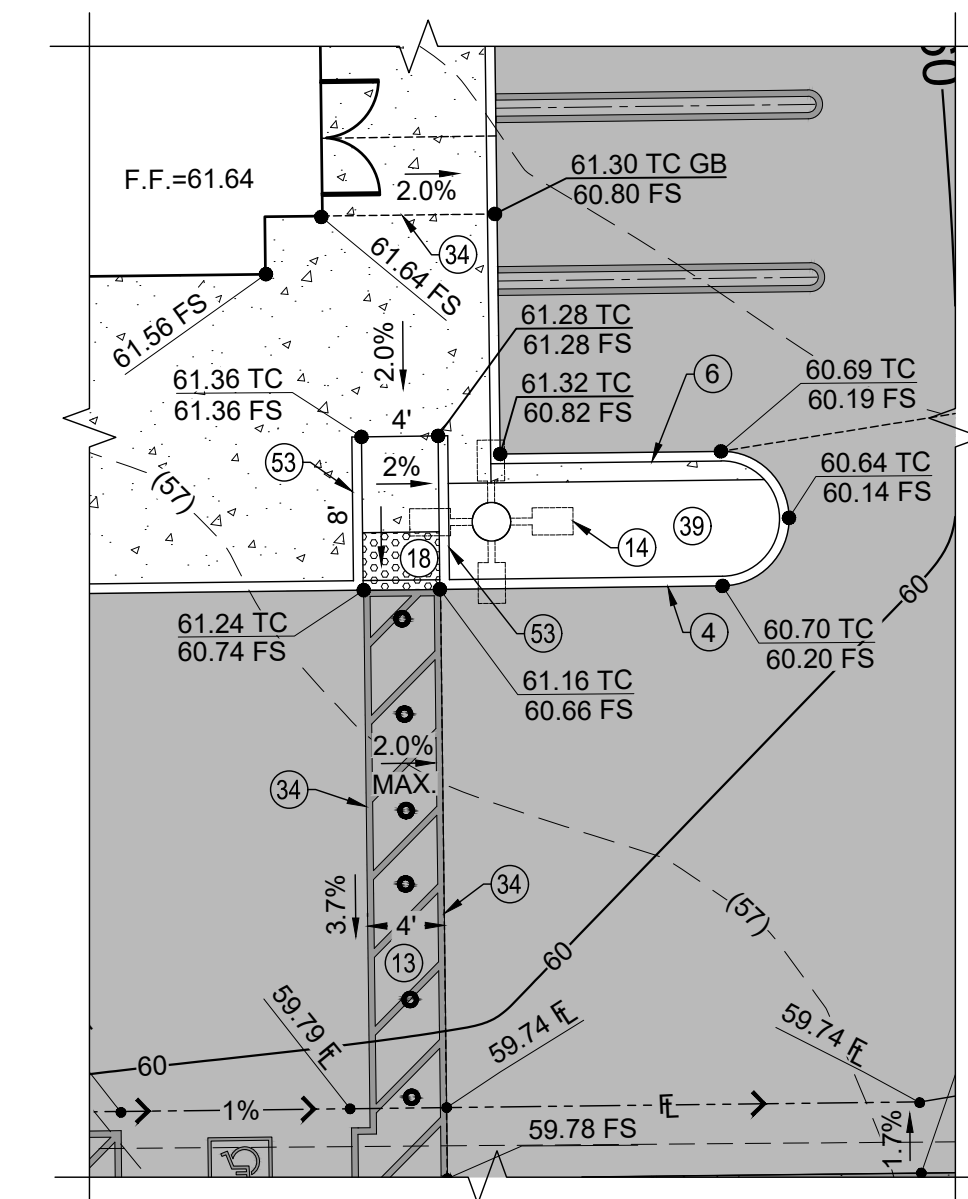 60
F.F.=61.64
2.0%
61.30 TC GB
60.80 FS
34
61.64 FS
61.56 FS
2.0%
61.28 TC
61.28 FS
61.36 TC
61.36 FS
61.32 TC
60.82 FS
6
60.69 TC
60.19 FS
4'
53
2%
(57)
8'
60.64 TC
60.14 FS
18
14
39
60
61.24 TC
60.74 FS
53
4
60.70 TC
60.20 FS
61.16 TC
60.66 FS
2.0%
MAX.
34
34
3.7%
4'
(57)
13
60
59.79 FL
59.74 FL
59.74 FL
60
1%
FL
59.78 FS
1.7%